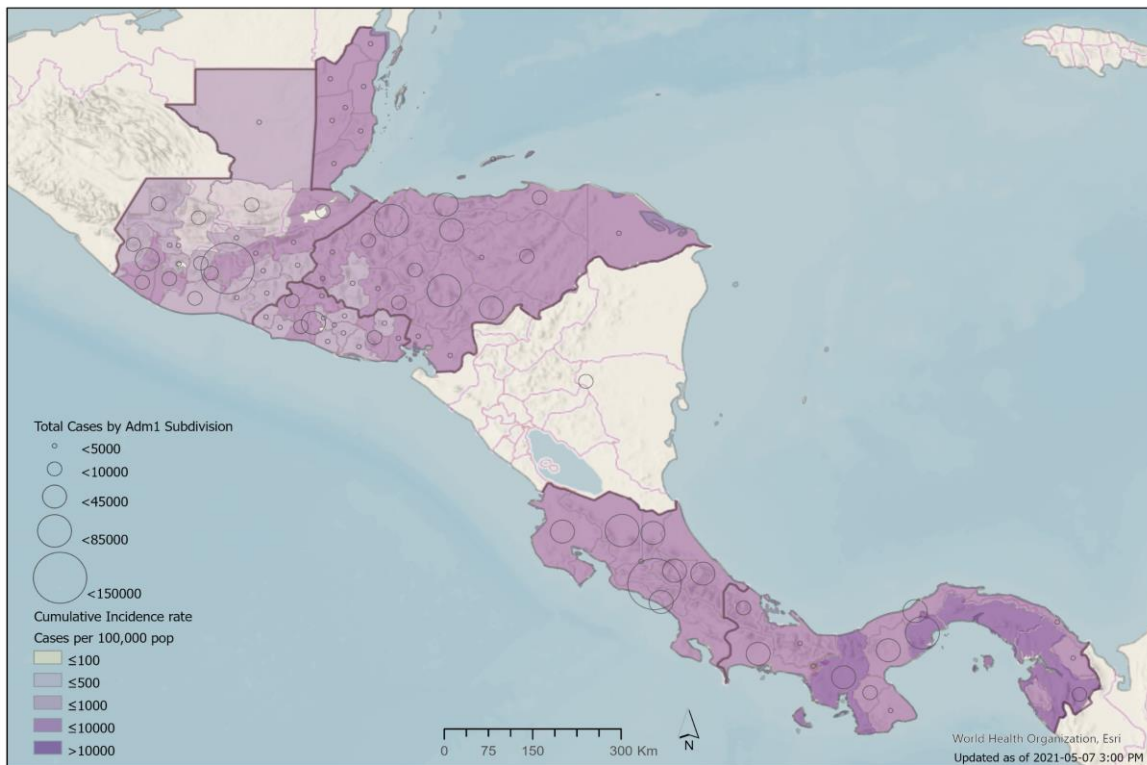 Total Cases by Adm1 Subdivision
<5000
<10000
<45000
<85000
<150000
Cumulative Incidence rate
Cases per 100,000 pop
≤100
≤500
≤1000
≤10000
>10000
0 75 150 300 Km
N
World Health Organization, Esri
Updated as of 2021-05-07 3:00 PM